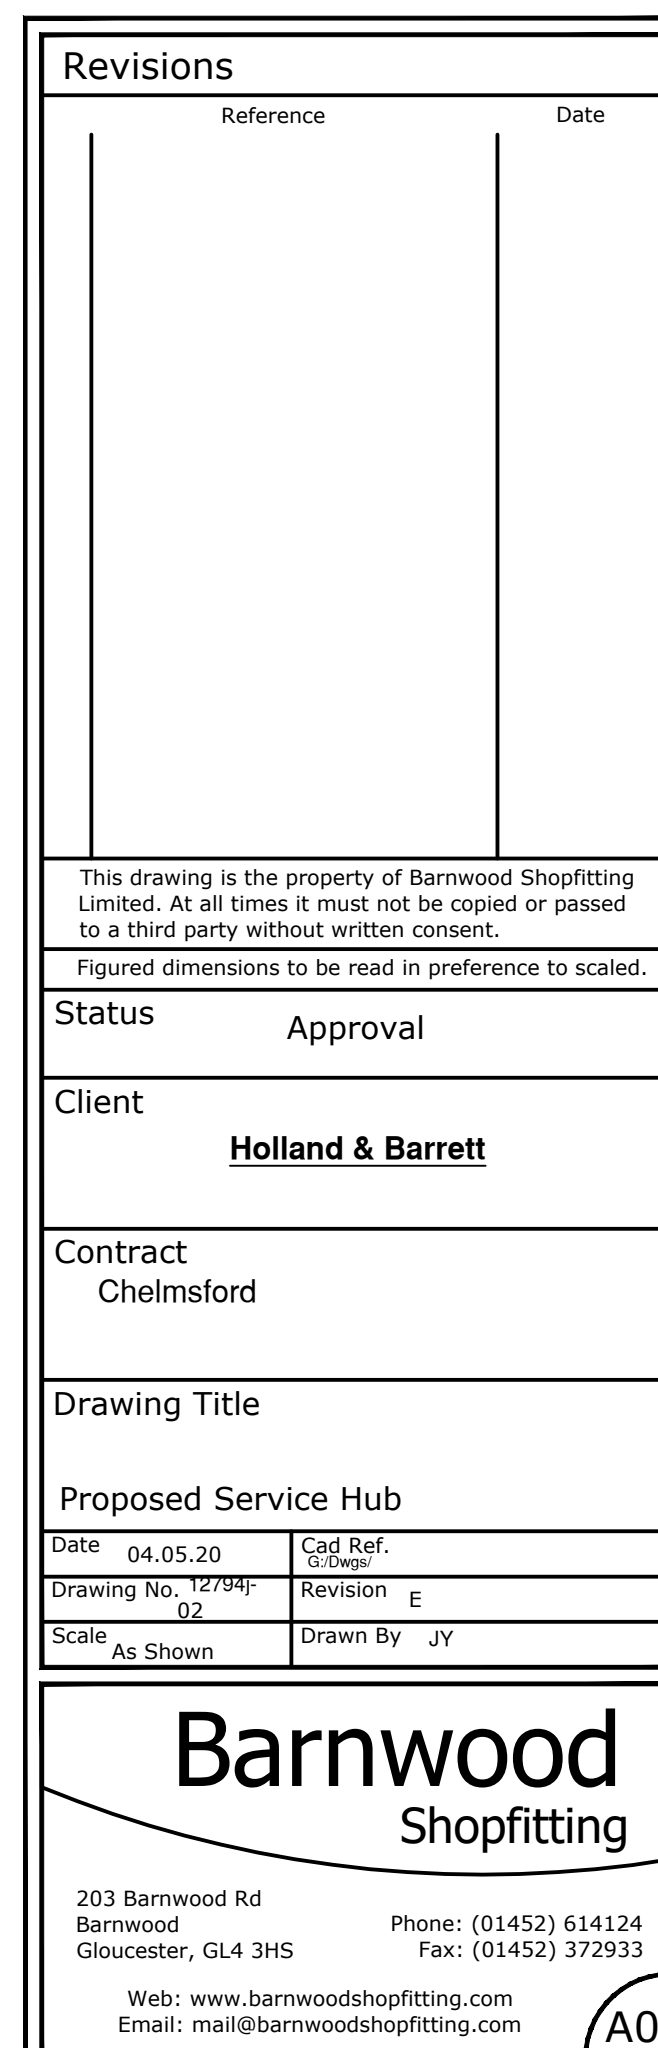 Revisions
Reference Date
This drawing is the property of Barnwood Shopfitting
Limited. At all times it must not be copied or passed
to a third party without written consent.
Figured dimensions to be read in preference to scaled.
Status
Approval
Client
Holland & Barrett
Contract
Chelmsford
Drawing Title
Proposed Service Hub
Date 04.05.20
Cad Ref.
G:/Dwgs/
Drawing No. 12794j-
02
Revision E
Scale As Shown
Drawn By JY
Barnwood
Shopfitting
203 Barnwood Rd
Barnwood
Gloucester, GL4 3HS
Phone: (01452) 614124
Fax: (01452) 372933
Web: www.barnwoodshopfitting.com
Email: mail@barnwoodshopfitting.com
A0